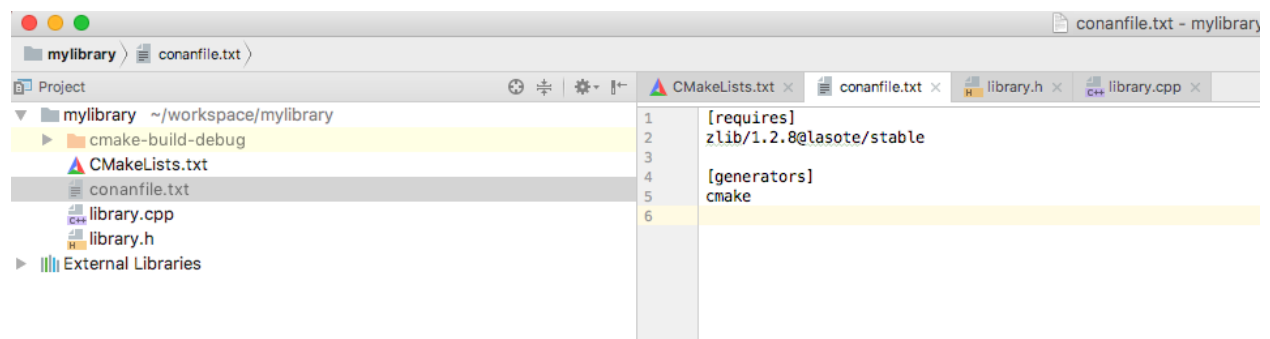 conanfile.txt - mylibrary
mylibrary conanfile.txt
Project
CMakeLists.txt conanfile.txt library.h library.cpp
mylibrary ~/workspace/mylibrary
cmake-build-debug
CMakeLists.txt
conanfile.txt
C++ library.cpp
H library.h
External Libraries
1 [requires]
2 zlib/1.2.8@lasote/stable
3
4 [generators]
5 cmake
6